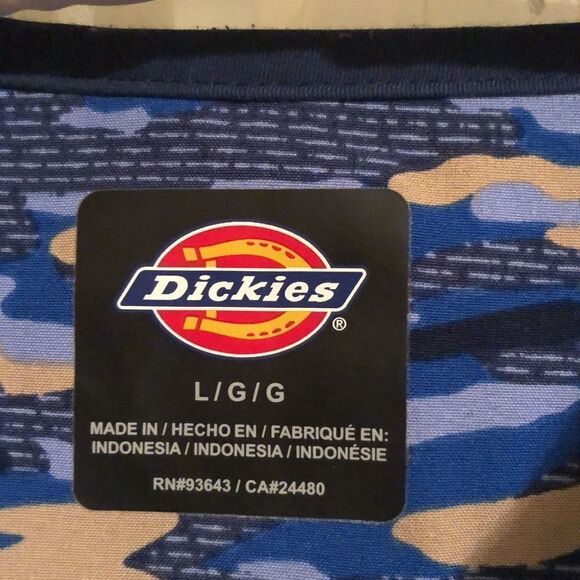 Dickies®
L/G/G
MADE IN / HECHO EN / FABRIQUÉ EN:
INDONESIA / INDONESIA / INDONÉSIE
RN#93643 / CA#24480